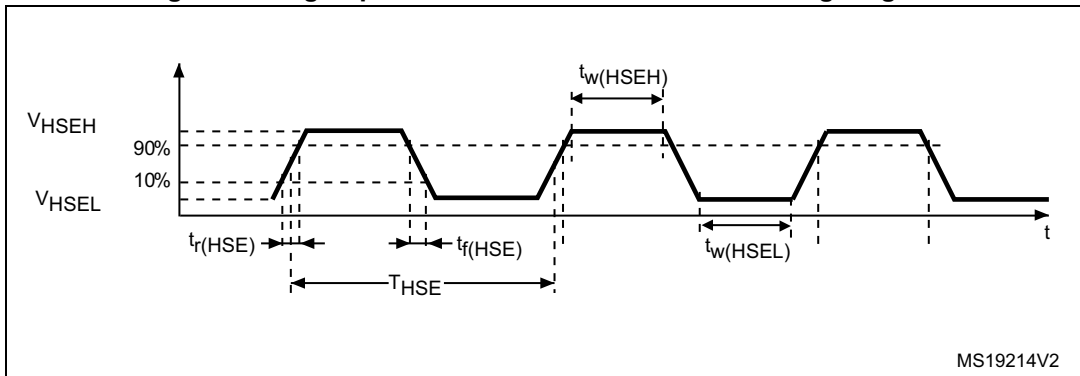 tw(HSEH)
VHSEH
90%
10%
VHSEL
tr(HSE)
tf(HSE)
tw(HSEL)
t
THSE
MS19214V2